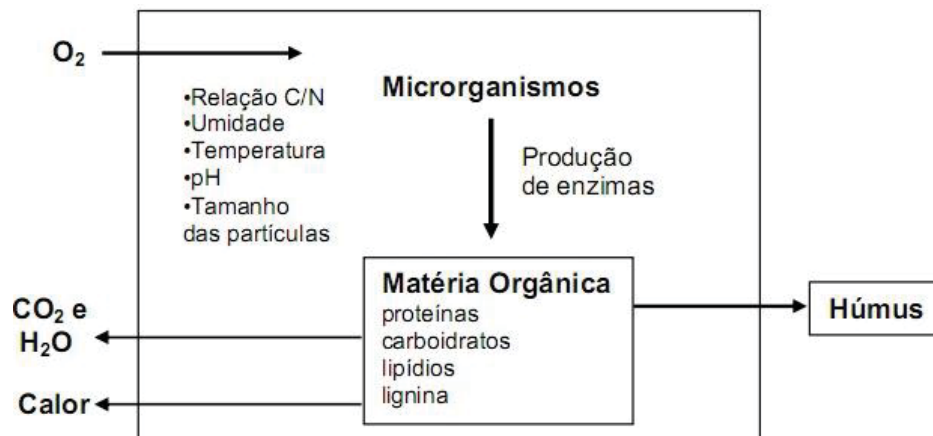 O₂
•Relação C/N
•Umidade
•Temperatura
•pH
•Tamanho
das partículas
Microrganismos
Produção
de enzimas
Matéria Orgânica
proteínas
carboidratos
lipídios
lignina
CO₂ e
H₂O
Calor
Húmus